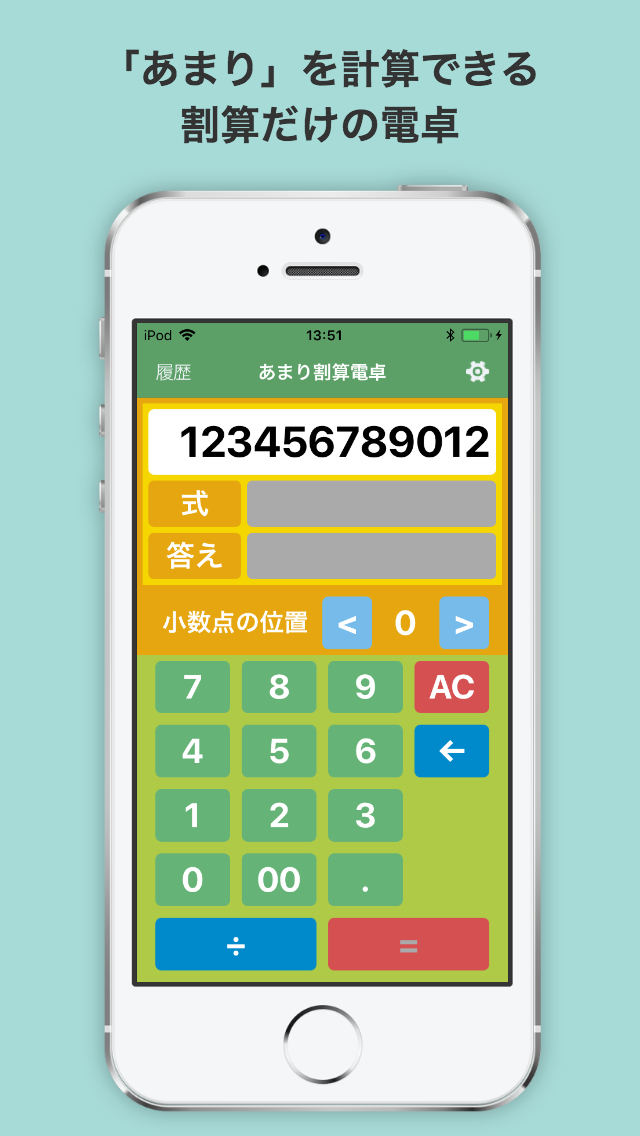 「あまり」を計算できる
割算だけの電卓
iPod 13:51
履歴 あまり割算電卓
123456789012
式
答え
小数点の位置 < 0 >
7 8 9 AC
4 5 6 ←
1 2 3
0 00 .
÷ =